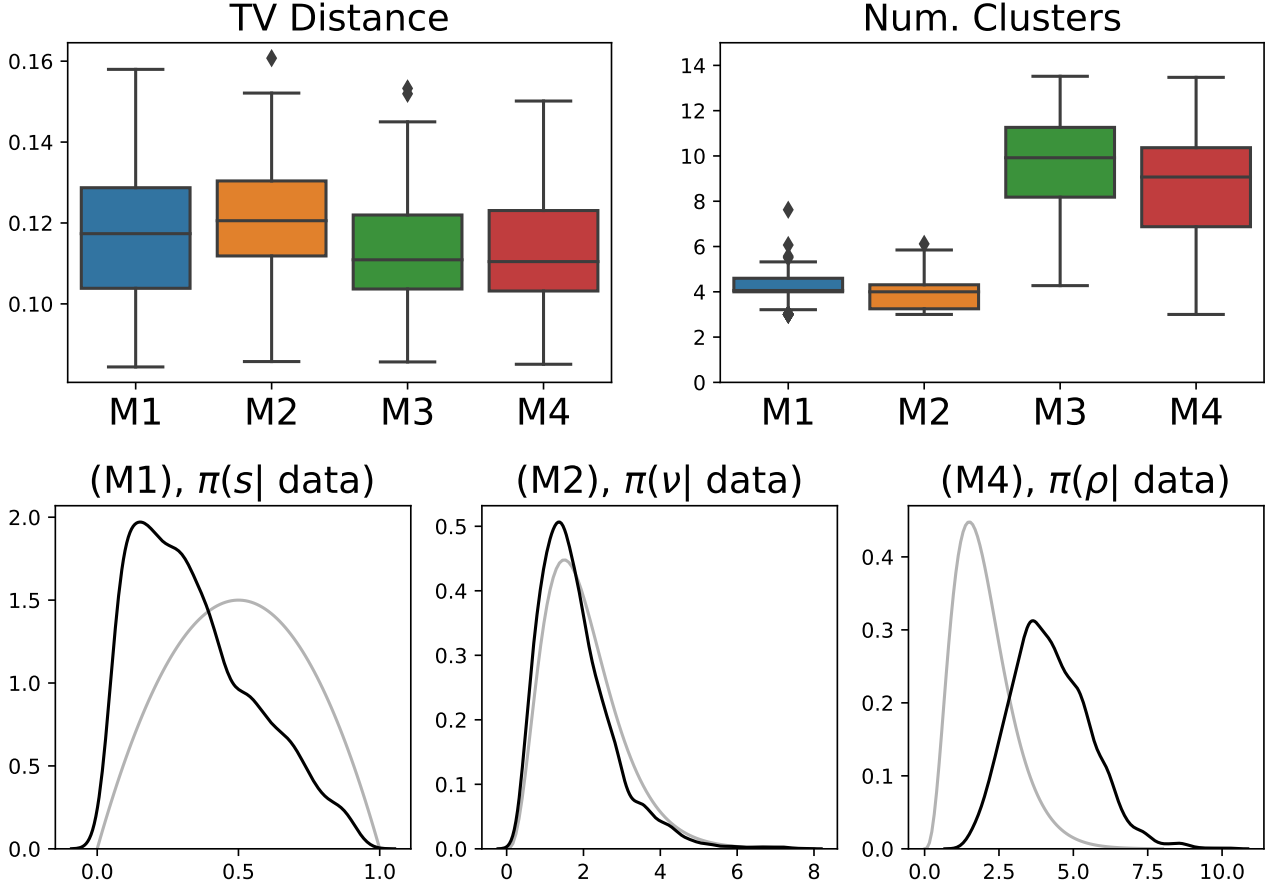 TV Distance
0.16
0.14
0.12
0.10
M1 M2 M3 M4
Num. Clusters
14
12
10
8
6
4
2
0
M1 M2 M3 M4
(M1), π(s| data)
2.0
1.5
1.0
0.5
0.0
0.0 0.5 1.0
(M2), π(ν| data)
0.5
0.4
0.3
0.2
0.1
0.0
0 2 4 6 8
(M4), π(ρ| data)
0.4
0.3
0.2
0.1
0.0
0.0 2.5 5.0 7.5 10.0